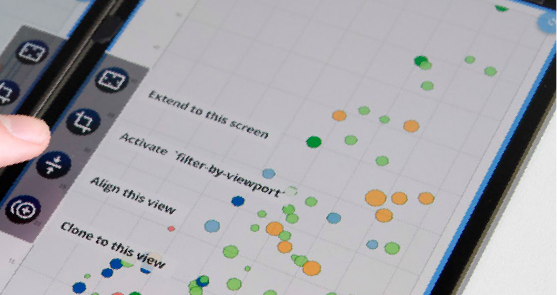 Extend to this screen
Activate `filter-by-viewport´
Align this view
Clone to this view